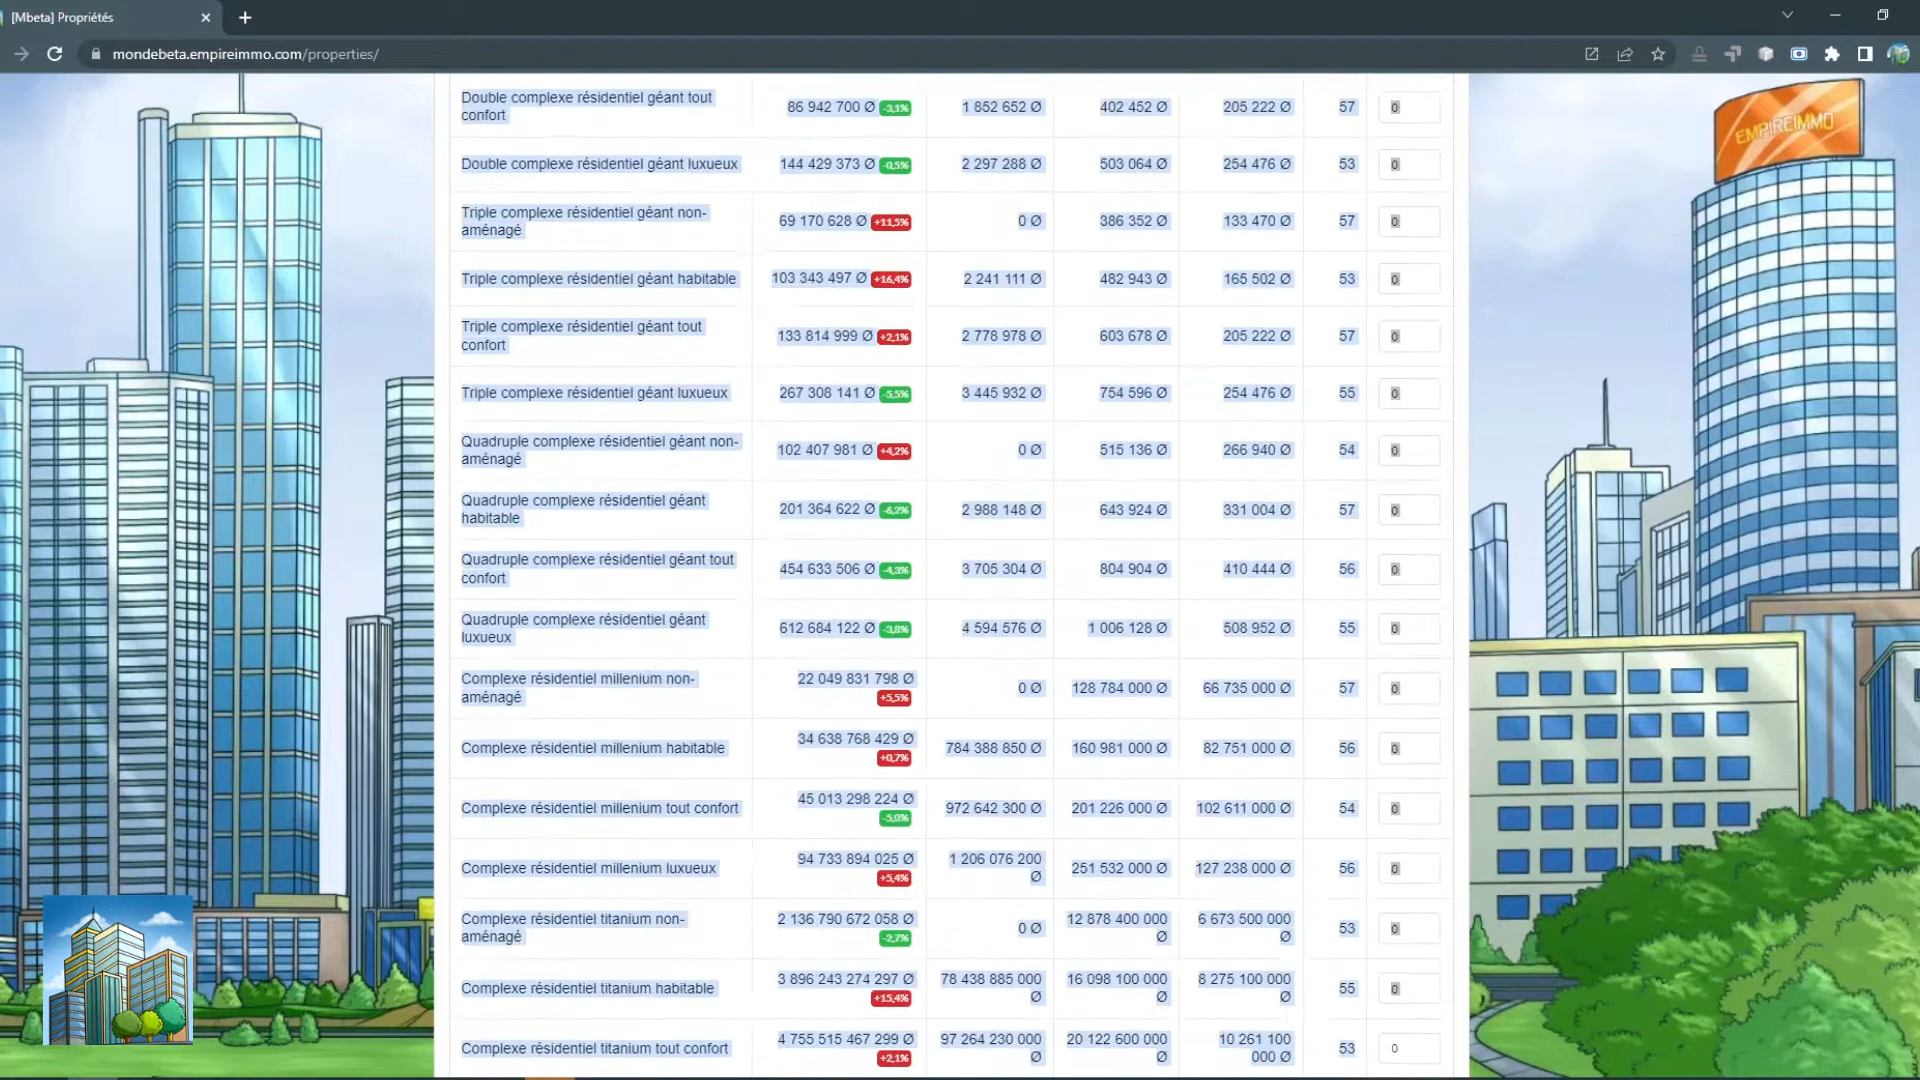 [Mbeta] Propriétés
mondebeta.empireimmo.com/properties/
EMPIREIMMO
Double complexe résidentiel géant tout
confort
86 942 700 Ø -3,1% 1 852 652 Ø 402 452 Ø 205 222 Ø 57 0
Double complexe résidentiel géant luxueux 144 429 373 Ø -0,5% 2 297 288 Ø 503 064 Ø 254 476 Ø 53 0
Triple complexe résidentiel géant non-
aménagé
69 170 628 Ø +11,5% 0 Ø 386 352 Ø 133 470 Ø 57 0
Triple complexe résidentiel géant habitable 103 343 497 Ø +16,4% 2 241 111 Ø 482 943 Ø 165 502 Ø 53 0
Triple complexe résidentiel géant tout
confort
133 814 999 Ø +2,1% 2 778 978 Ø 603 678 Ø 205 222 Ø 57 0
Triple complexe résidentiel géant luxueux 267 308 141 Ø -5,5% 3 445 932 Ø 754 596 Ø 254 476 Ø 55 0
Quadruple complexe résidentiel géant non-
aménagé
102 407 981 Ø +4,2% 0 Ø 515 136 Ø 266 940 Ø 54 0
Quadruple complexe résidentiel géant
habitable
201 364 622 Ø -6,2% 2 988 148 Ø 643 924 Ø 331 004 Ø 57 0
Quadruple complexe résidentiel géant tout
confort
454 633 506 Ø -4,3% 3 705 304 Ø 804 904 Ø 410 444 Ø 56 0
Quadruple complexe résidentiel géant
luxueux
612 684 122 Ø -3,8% 4 594 576 Ø 1 006 128 Ø 508 952 Ø 55 0
Complexe résidentiel millenium non-
aménagé
22 049 831 798 Ø
+5,5%
0 Ø 128 784 000 Ø 66 735 000 Ø 57 0
Complexe résidentiel millenium habitable
34 638 768 429 Ø
+0,7%
784 388 850 Ø 160 981 000 Ø 82 751 000 Ø 56 0
Complexe résidentiel millenium tout confort
45 013 298 224 Ø
-5,0%
972 642 300 Ø 201 226 000 Ø 102 611 000 Ø 54 0
Complexe résidentiel millenium luxueux
94 733 894 025 Ø
+5,4%
1 206 076 200
Ø
251 532 000 Ø 127 238 000 Ø 56 0
Complexe résidentiel titanium non-
aménagé
2 136 790 672 058 Ø
-2,7%
0 Ø
12 878 400 000
Ø
6 673 500 000
Ø
53 0
Complexe résidentiel titanium habitable
3 896 243 274 297 Ø
+15,4%
78 438 885 000
Ø
16 098 100 000
Ø
8 275 100 000
Ø
55 0
Complexe résidentiel titanium tout confort
4 755 515 467 299 Ø
+2,1%
97 264 230 000
Ø
20 122 600 000
Ø
10 261 100
000 Ø
53 0